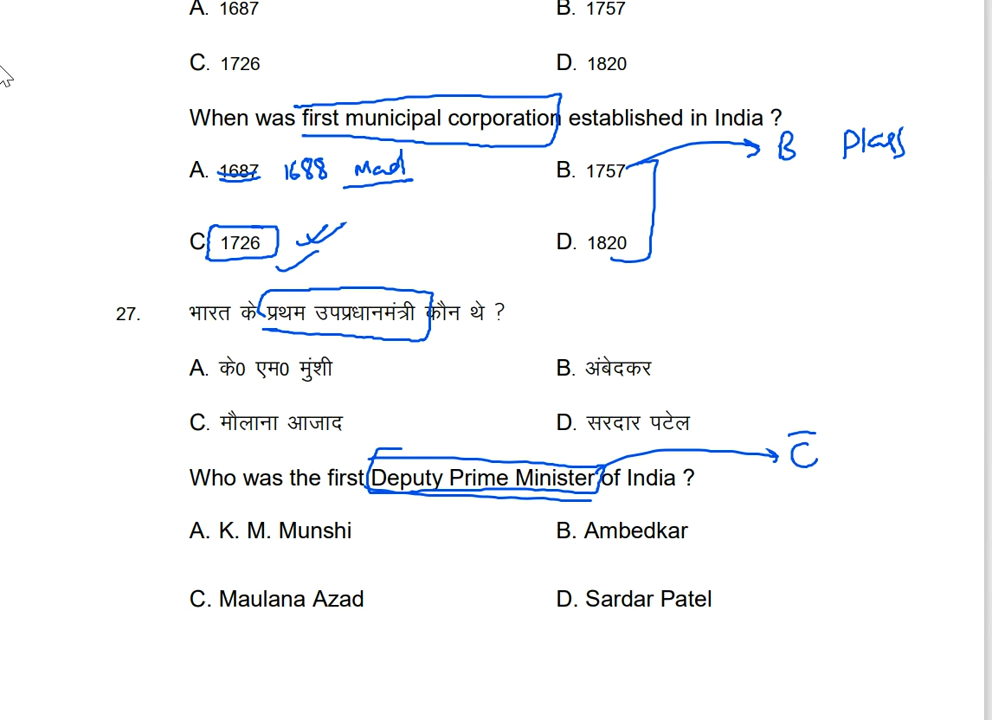 A. 1687 B. 1757
C. 1726 D. 1820
When was first municipal corporation established in India ?
A. 1687 1688 Mad B. 1757 B Plass
C 1726 D. 1820
27. भारत के प्रथम उपप्रधानमंत्री कौन थे ?
A. के0 एम0 मुंशी B. अंबेदकर
C. मौलाना आजाद D. सरदार पटेल
Who was the first Deputy Prime Minister of India ? C
A. K. M. Munshi B. Ambedkar
C. Maulana Azad D. Sardar Patel